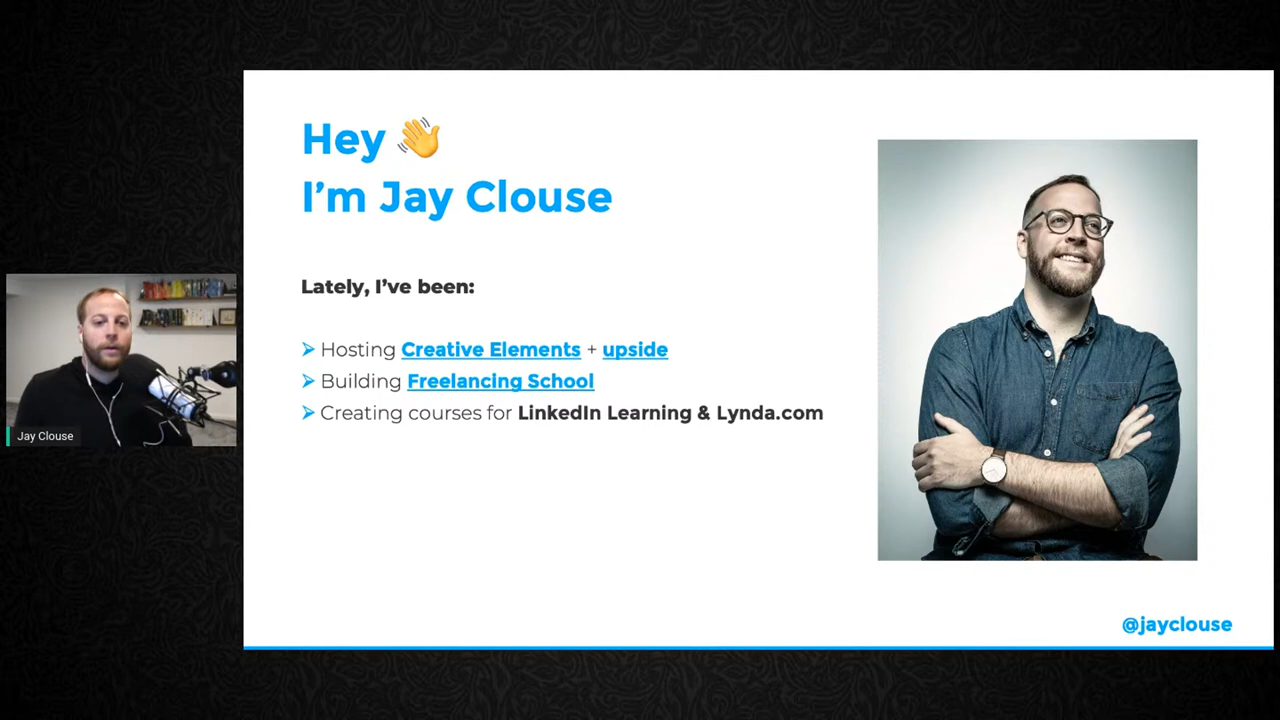 Hey 👋
I'm Jay Clouse
Lately, I've been:
➢ Hosting Creative Elements + upside
➢ Building Freelancing School
➢ Creating courses for LinkedIn Learning & Lynda.com
Jay Clouse
@jayclouse